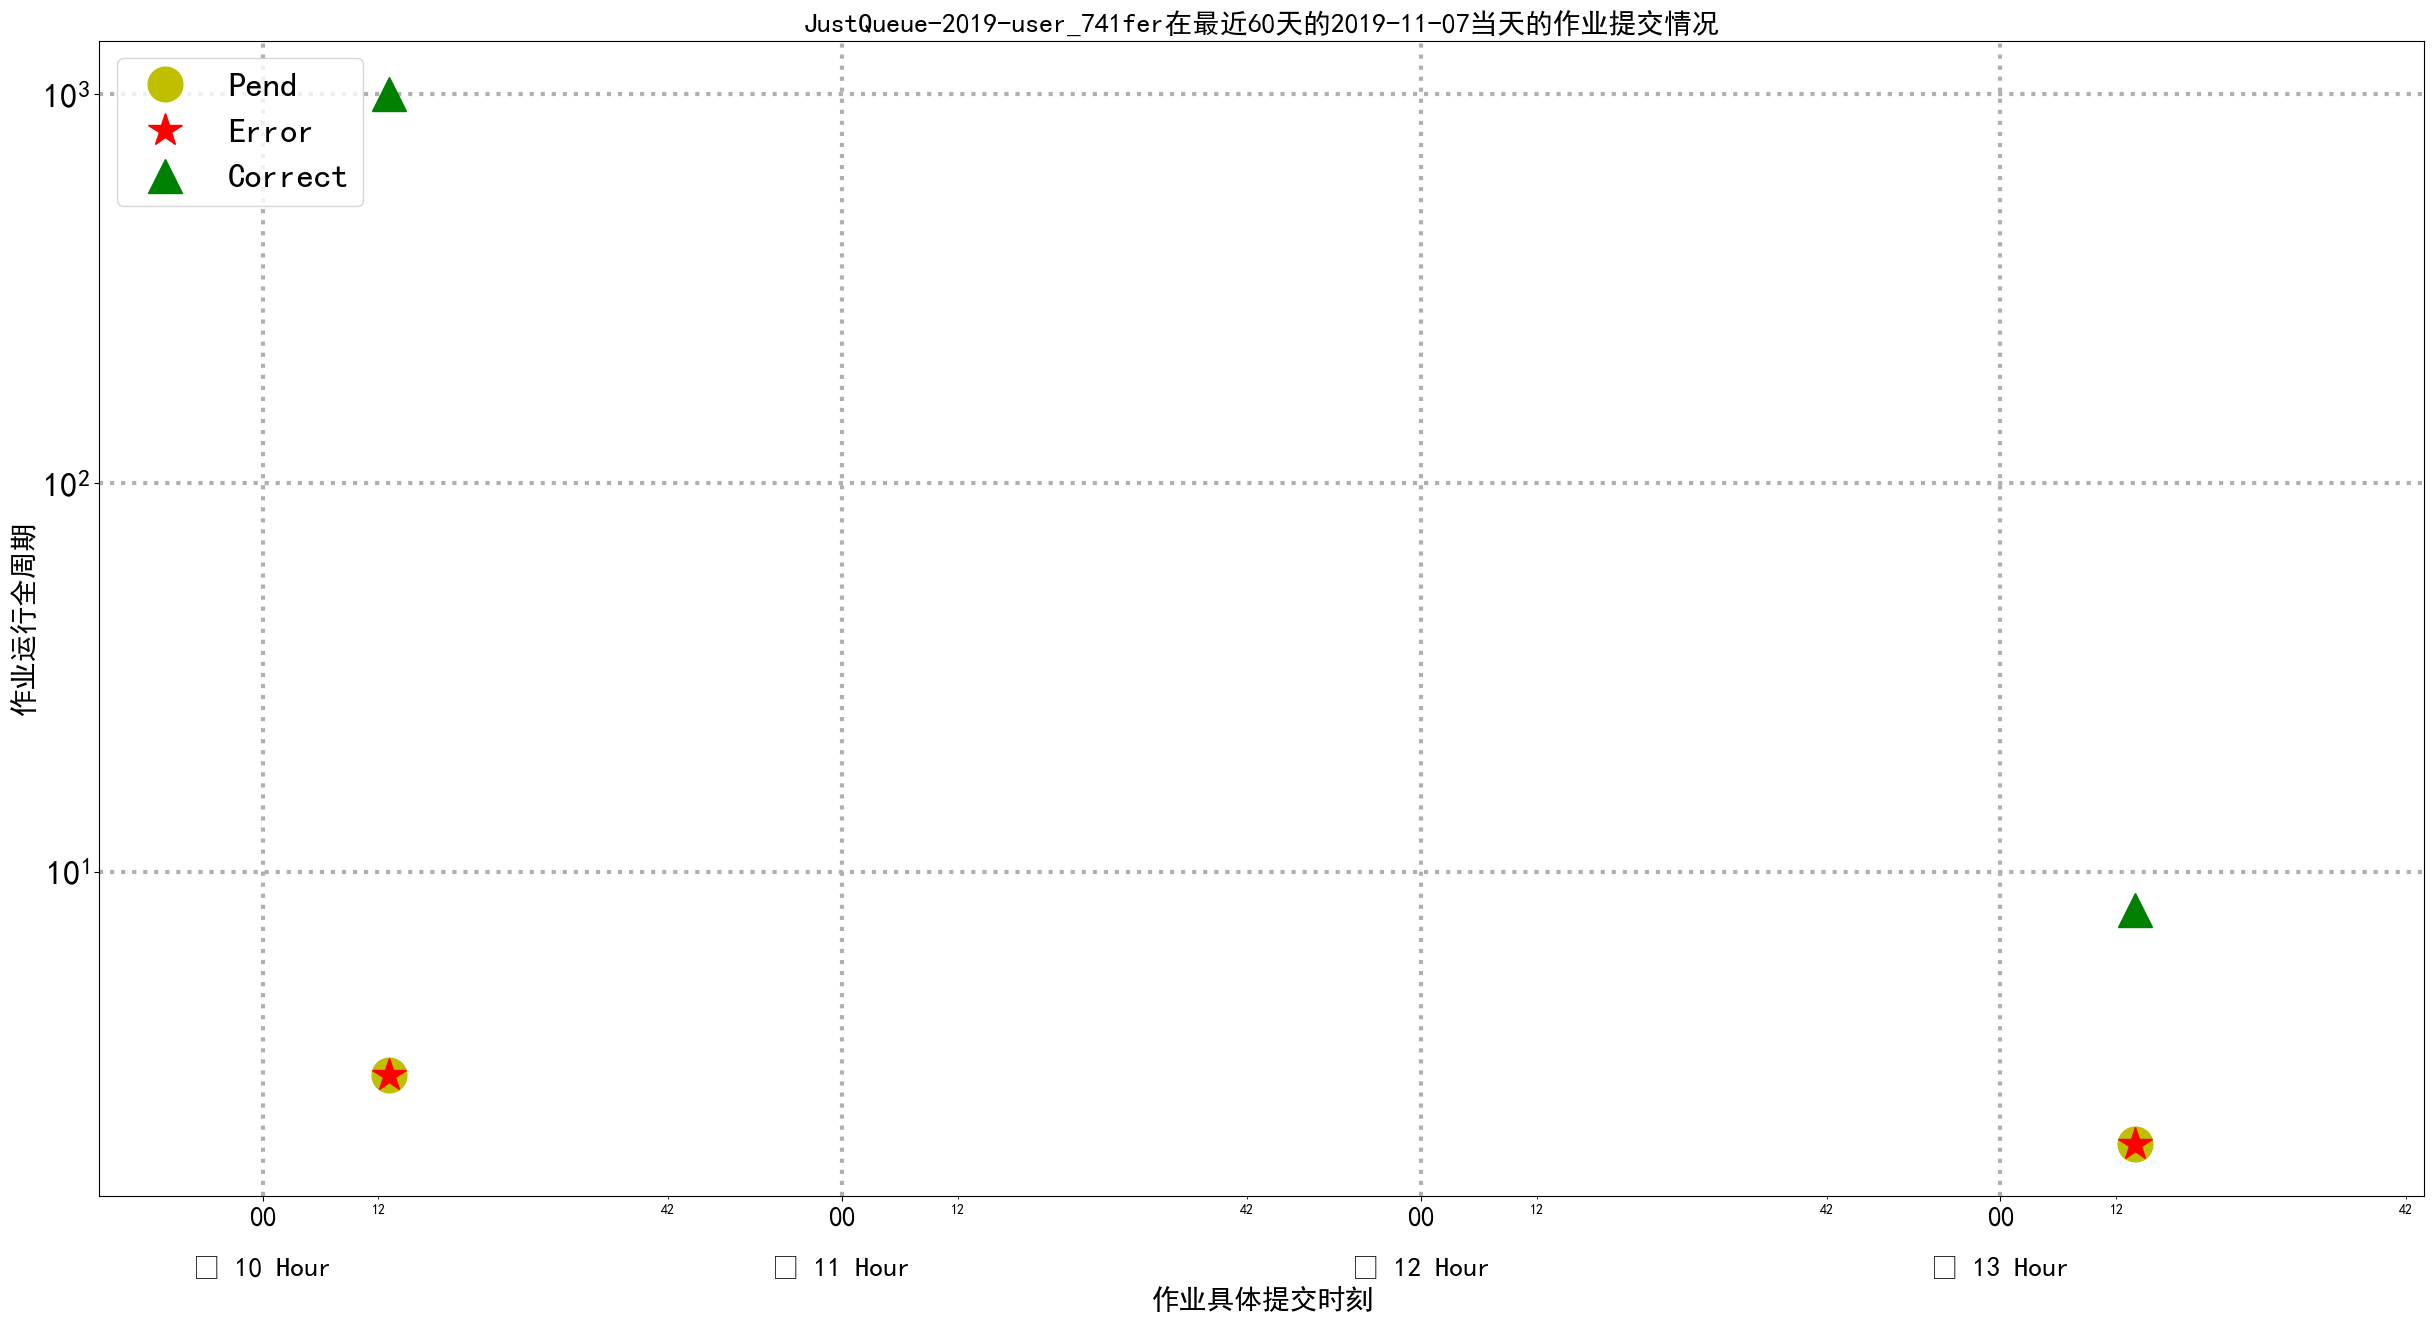 JustQueue-2019-user_741fer在最近60天的2019-11-07当天的作业提交情况
Pend
Error
Correct
10³
10²
10¹
作业运行全周期
00 12 42 00 12 42 00 12 42 00 12 42
□ 10 Hour □ 11 Hour □ 12 Hour □ 13 Hour
作业具体提交时刻